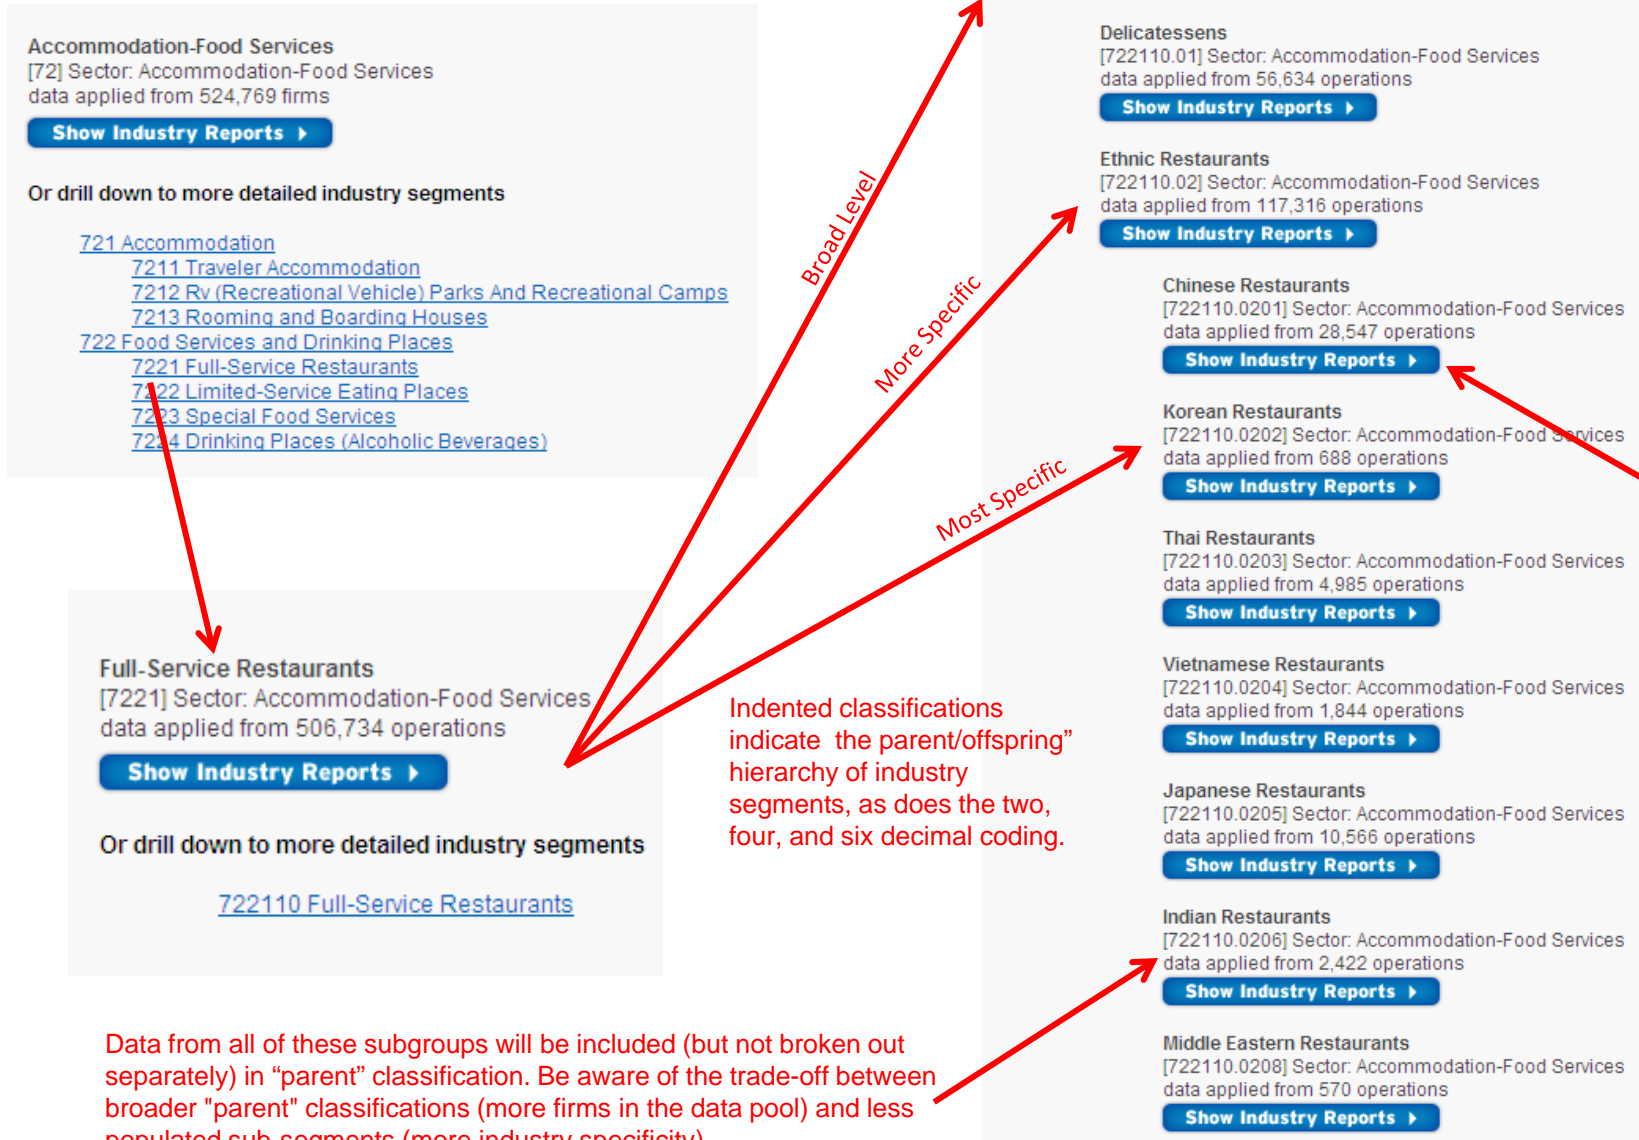 Accommodation-Food Services
[72] Sector: Accommodation-Food Services
data applied from 524,769 firms
Show Industry Reports
Or drill down to more detailed industry segments
721 Accommodation
7211 Traveler Accommodation
7212 Rv (Recreational Vehicle) Parks And Recreational Camps
7213 Rooming and Boarding Houses
722 Food Services and Drinking Places
7221 Full-Service Restaurants
7222 Limited-Service Eating Places
7223 Special Food Services
7224 Drinking Places (Alcoholic Beverages)
Full-Service Restaurants
[7221] Sector: Accommodation-Food Services
data applied from 506,734 operations
Show Industry Reports
Or drill down to more detailed industry segments
722110 Full-Service Restaurants
Broad Level
More Specific
Most Specific
Indented classifications
indicate the parent/offspring”
hierarchy of industry
segments, as does the two,
four, and six decimal coding.
Data from all of these subgroups will be included (but not broken out
separately) in “parent” classification. Be aware of the trade-off between
broader "parent" classifications (more firms in the data pool) and less
populated sub-segments (more industry specificity)
Delicatessens
[722110.01] Sector: Accommodation-Food Services
data applied from 56,634 operations
Show Industry Reports
Ethnic Restaurants
[722110.02] Sector: Accommodation-Food Services
data applied from 117,316 operations
Show Industry Reports
Chinese Restaurants
[722110.0201] Sector: Accommodation-Food Services
data applied from 28,547 operations
Show Industry Reports
Korean Restaurants
[722110.0202] Sector: Accommodation-Food Services
data applied from 688 operations
Show Industry Reports
Thai Restaurants
[722110.0203] Sector: Accommodation-Food Services
data applied from 4,985 operations
Show Industry Reports
Vietnamese Restaurants
[722110.0204] Sector: Accommodation-Food Services
data applied from 1,844 operations
Show Industry Reports
Japanese Restaurants
[722110.0205] Sector: Accommodation-Food Services
data applied from 10,566 operations
Show Industry Reports
Indian Restaurants
[722110.0206] Sector: Accommodation-Food Services
data applied from 2,422 operations
Show Industry Reports
Middle Eastern Restaurants
[722110.0208] Sector: Accommodation-Food Services
data applied from 570 operations
Show Industry Reports